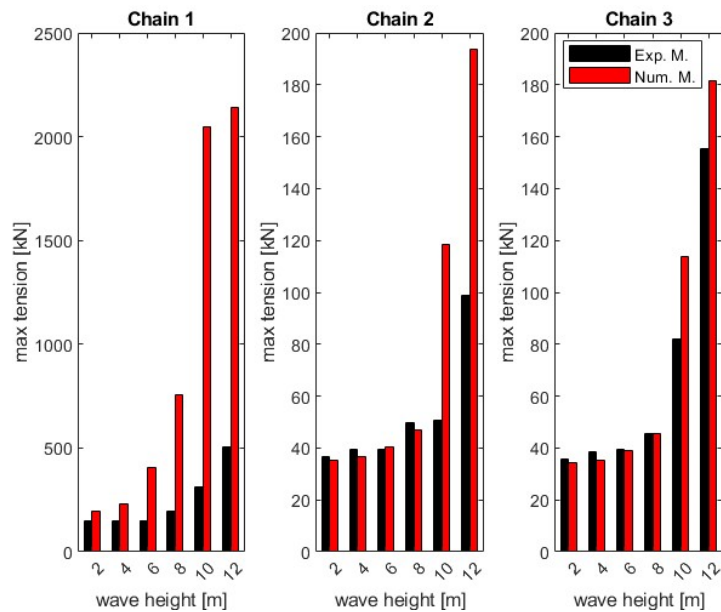 Chain 1
2500
2000
1500
1000
500
0
max tension [kN]
2 4 6 8 10 12
wave height [m]
Chain 2
200
180
160
140
120
100
80
60
40
20
0
max tension [kN]
2 4 6 8 10 12
wave height [m]
Chain 3
Exp. M.
Num. M.
200
180
160
140
120
100
80
60
40
20
0
max tension [kN]
2 4 6 8 10 12
wave height [m]